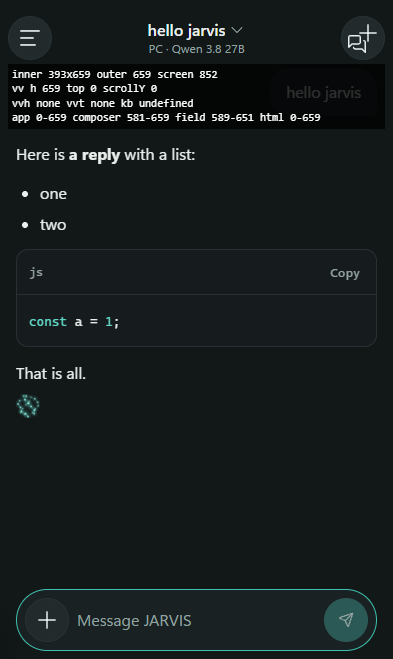 hello jarvis
PC · Qwen 3.8 27B
inner 393x659 outer 659 screen 852
vv h 659 top 0 scrollY 0
vvh none vvt none kb undefined
app 0-659 composer 581-659 field 589-651 html 0-659
hello jarvis
Here is a reply with a list:
• one
• two
js
Copy
const a = 1;
That is all.
Message JARVIS